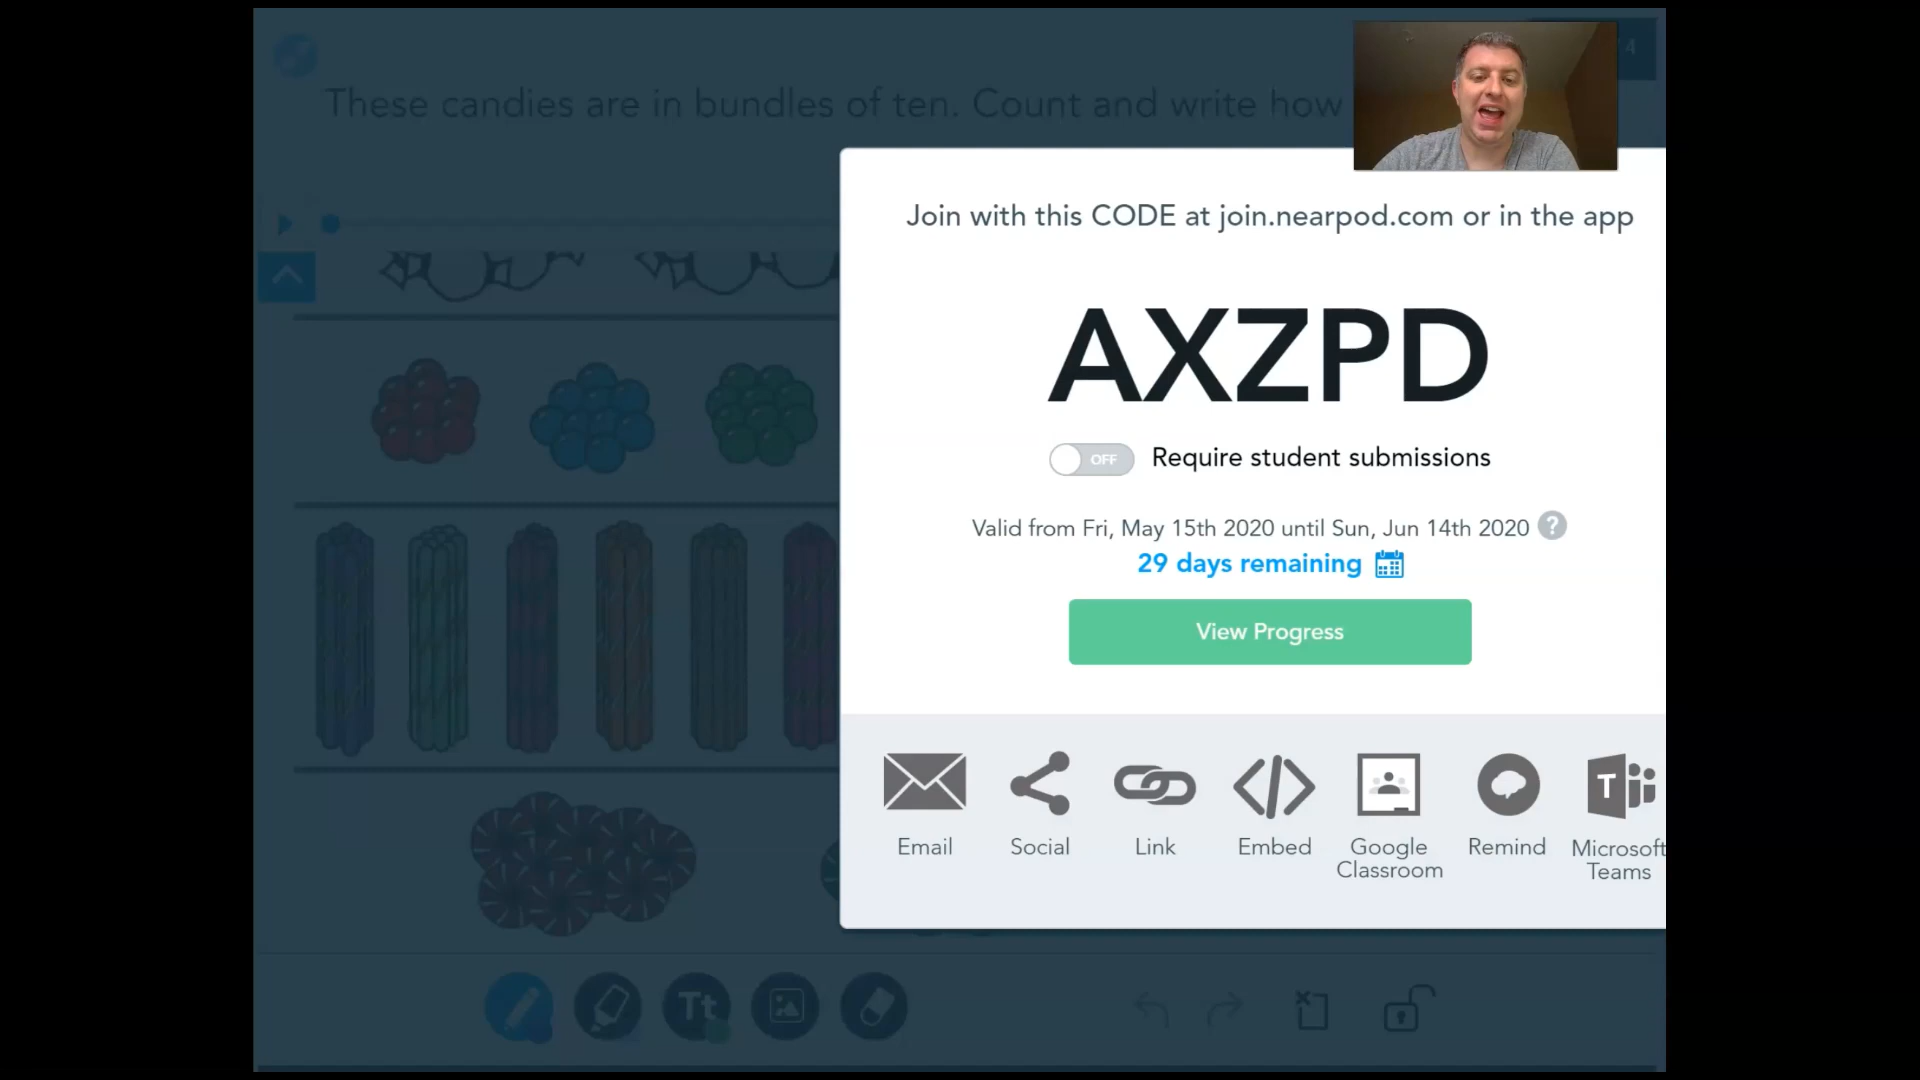 4
These candies are in bundles of ten. Count and write how
Join with this CODE at join.nearpod.com or in the app
AXZPD
OFF Require student submissions
Valid from Fri, May 15th 2020 until Sun, Jun 14th 2020 ?
29 days remaining
View Progress
Email Social Link Embed Google Classroom Remind Microsoft Teams
Tt